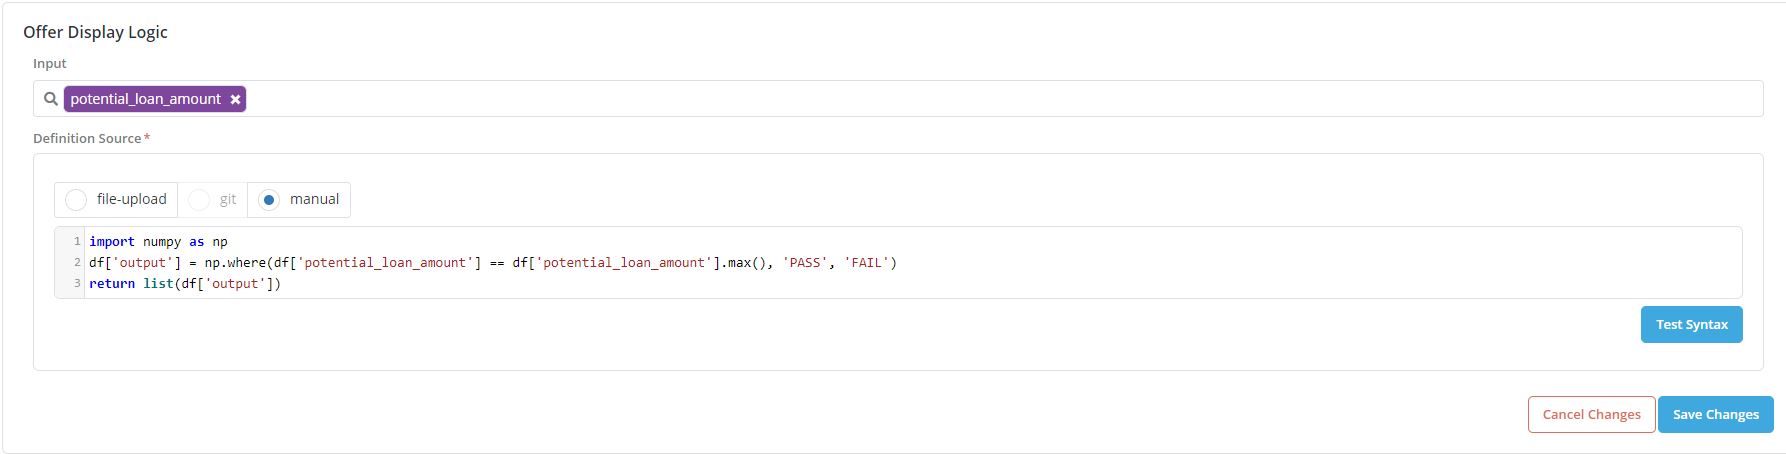 Offer Display Logic
Input
potential_loan_amount ×
Definition Source*
file-upload git manual
1 import numpy as np
2 df['output'] = np.where(df['potential_loan_amount'] == df['potential_loan_amount'].max(), 'PASS', 'FAIL')
3 return list(df['output'])
Test Syntax
Cancel Changes Save Changes